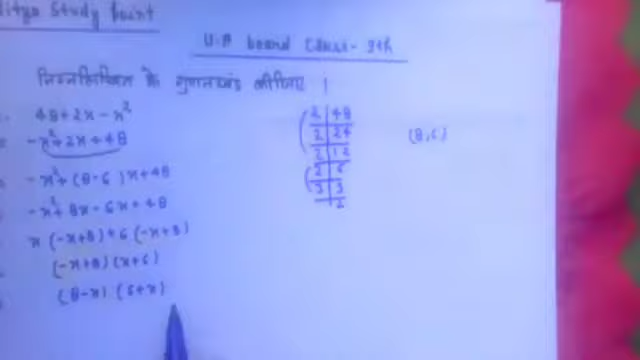 Study Point
U.P board Class - 9th
निम्नलिखित के गुणनखंड कीजिए ।
48+2x-x²
-x²+2x+48
-x²+(8-6)x+48
-x²+8x-6x+48
x(-x+8)+6(-x+8)
(-x+8)(x+6)
(8-x)(6+x)
2 48
2 24
2 12
2 6
3 3
(8,6)